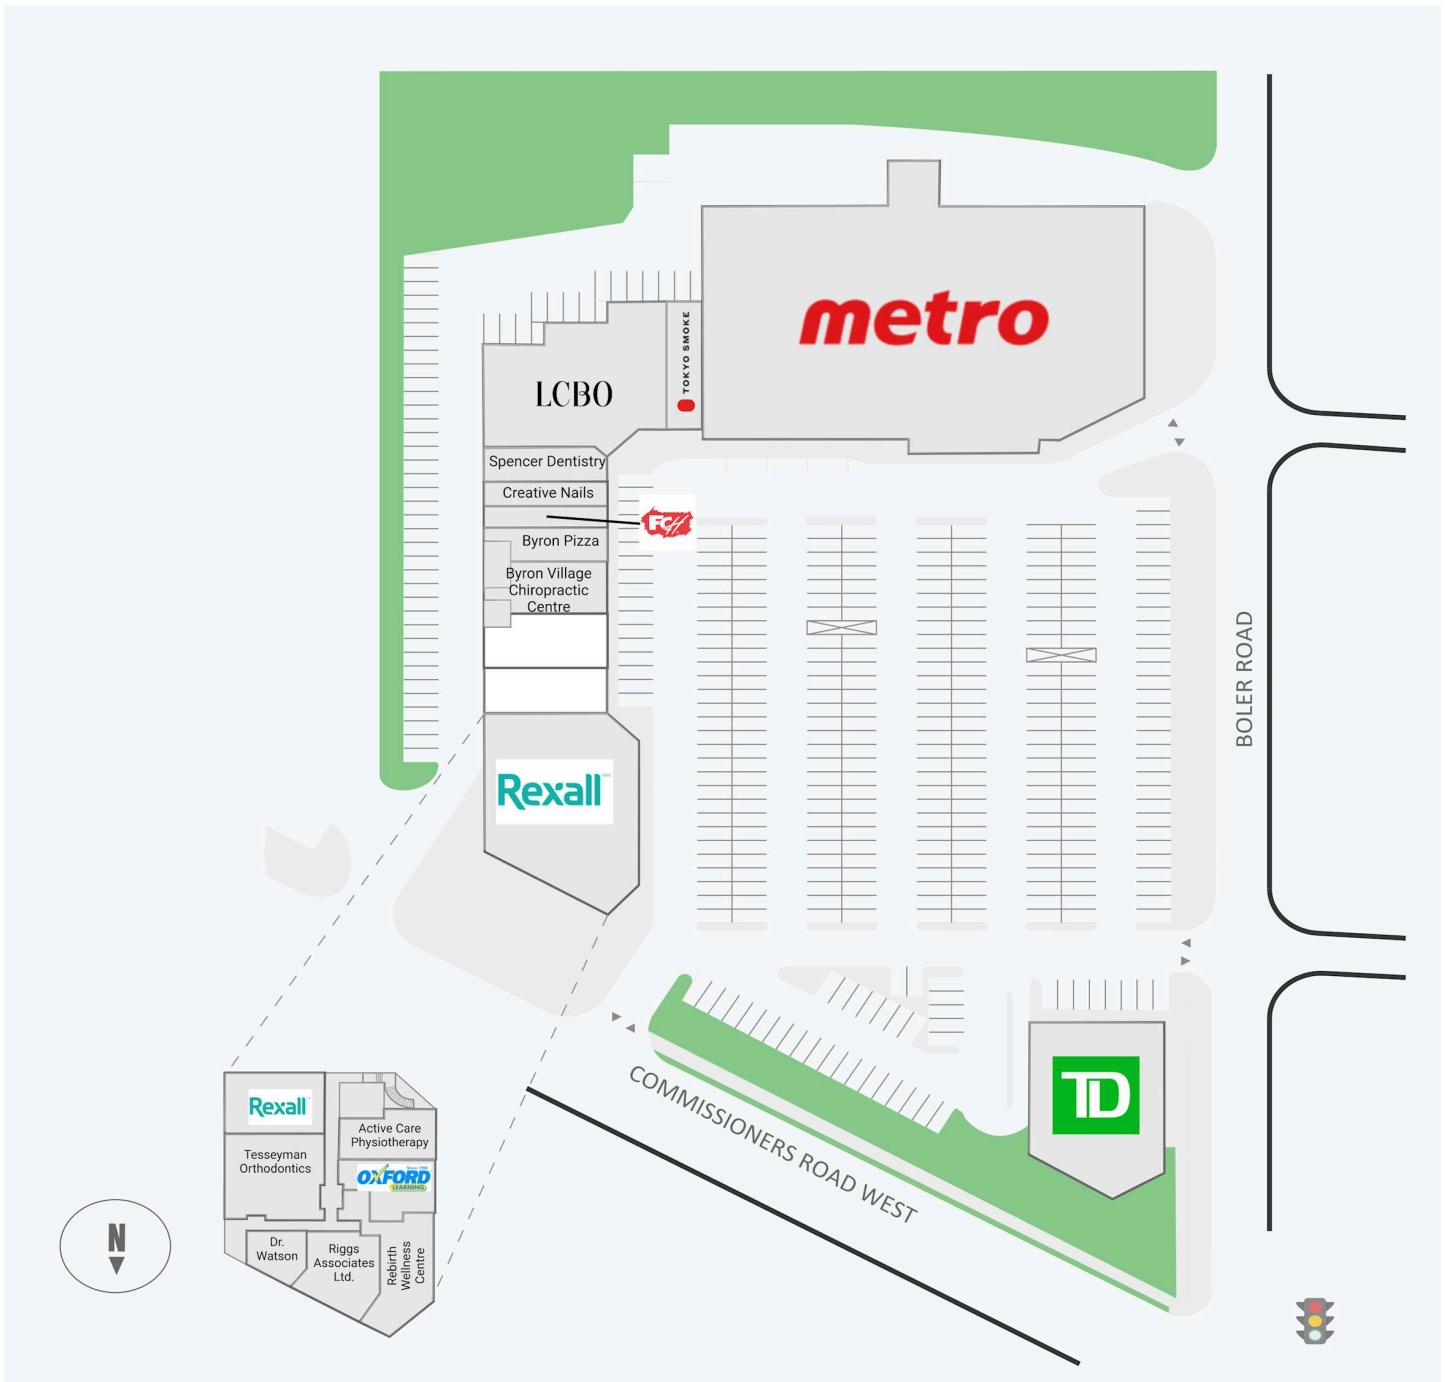 metro
TOKYO SMOKE
LCBO
Spencer Dentistry
Creative Nails
FCH
Byron Pizza
Byron Village
Chiropractic
Centre
Rexall
BOLER ROAD
TD
COMMISSIONERS ROAD WEST
Rexall
Active Care
Physiotherapy
Tesseyman
Orthodontics
Since 1984
OXFORD
LEARNING
Dr.
Watson
Riggs
Associates
Ltd.
Rebirth
Wellness
Centre
N